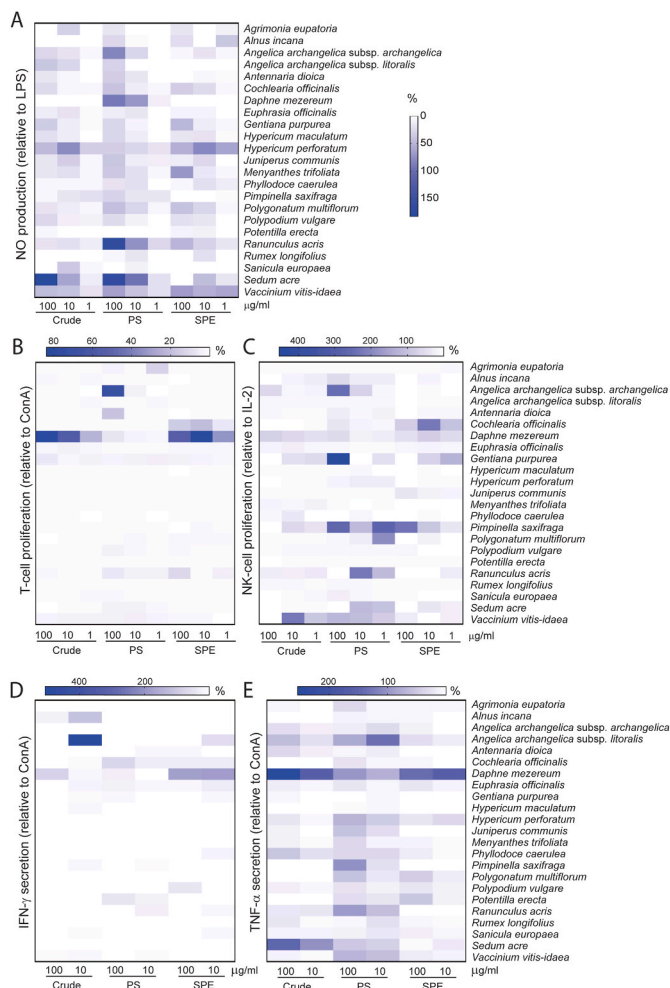 A
NO production (relative to LPS)
Agrimonia eupatoria
Alnus incana
Angelica archangelica subsp. archangelica
Angelica archangelica subsp. litoralis
Antennaria dioica
Cochlearia officinalis
Daphne mezereum
Euphrasia officinalis
Gentiana purpurea
Hypericum maculatum
Hypericum perforatum
Juniperus communis
Menyanthes trifoliata
Phyllodoce caerulea
Pimpinella saxifraga
Polygonatum multiflorum
Polypodium vulgare
Potentilla erecta
Ranunculus acris
Rumex longifolius
Sanicula europaea
Sedum acre
Vaccinium vitis-idaea
%
0
50
100
150
100 10 1 100 10 1 100 10 1 µg/ml
Crude PS SPE
B
80 60 40 20 %
T-cell proliferation (relative to ConA)
100 10 1 100 10 1 100 10 1
Crude PS SPE
C
400 300 200 100 %
NK-cell proliferation (relative to IL-2)
Agrimonia eupatoria
Alnus incana
Angelica archangelica subsp. archangelica
Angelica archangelica subsp. litoralis
Antennaria dioica
Cochlearia officinalis
Daphne mezereum
Euphrasia officinalis
Gentiana purpurea
Hypericum maculatum
Hypericum perforatum
Juniperus communis
Menyanthes trifoliata
Phyllodoce caerulea
Pimpinella saxifraga
Polygonatum multiflorum
Polypodium vulgare
Potentilla erecta
Ranunculus acris
Rumex longifolius
Sanicula europaea
Sedum acre
Vaccinium vitis-idaea
100 10 1 100 10 1 100 10 1 µg/ml
Crude PS SPE
D
400 200 %
IFN-γ secretion (relative to ConA)
100 10 100 10 100 10 µg/ml
Crude PS SPE
E
200 100 %
TNF-α secretion (relative to ConA)
Agrimonia eupatoria
Alnus incana
Angelica archangelica subsp. archangelica
Angelica archangelica subsp. litoralis
Antennaria dioica
Cochlearia officinalis
Daphne mezereum
Euphrasia officinalis
Gentiana purpurea
Hypericum maculatum
Hypericum perforatum
Juniperus communis
Menyanthes trifoliata
Phyllodoce caerulea
Pimpinella saxifraga
Polygonatum multiflorum
Polypodium vulgare
Potentilla erecta
Ranunculus acris
Rumex longifolius
Sanicula europaea
Sedum acre
Vaccinium vitis-idaea
100 10 100 10 100 10
Crude PS SPE